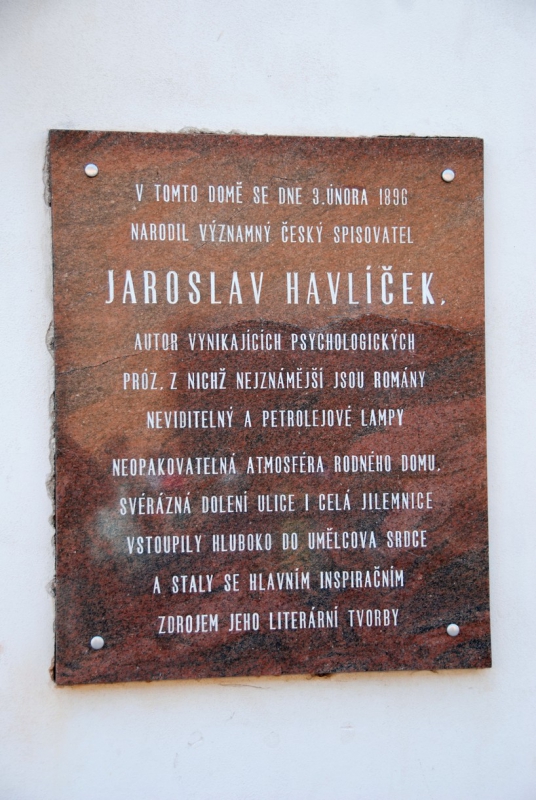 V TOMTO DOMĚ SE DNE 3.ÚNORA 1896
NARODIL VÝZNAMNÝ ČESKÝ SPISOVATEL
JAROSLAV HAVLÍČEK,
AUTOR VYNIKAJÍCÍCH PSYCHOLOGICKÝCH
PRÓZ, Z NICHŽ NEJZNÁMĚJŠÍ JSOU ROMÁNY
NEVIDITELNÝ A PETROLEJOVÉ LAMPY
NEOPAKOVATELNÁ ATMOSFÉRA RODNÉHO DOMU,
SVÉRÁZNÁ DOLENÍ ULICE I CELÁ JILEMNICE
VSTOUPILY HLUBOKO DO UMĚLCOVA SRDCE
A STALY SE HLAVNÍM INSPIRAČNÍM
ZDROJEM JEHO LITERÁRNÍ TVORBY